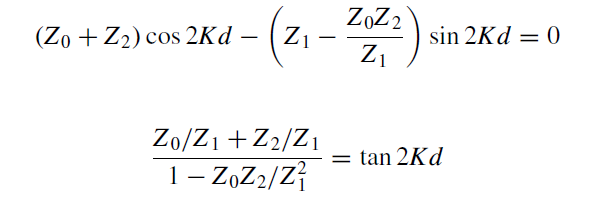 (Z₀ + Z₂) cos 2Kd − (Z₁ − Z₀Z₂/Z₁) sin 2Kd = 0
(Z₀/Z₁ + Z₂/Z₁)/(1 − Z₀Z₂/Z₁²) = tan 2Kd